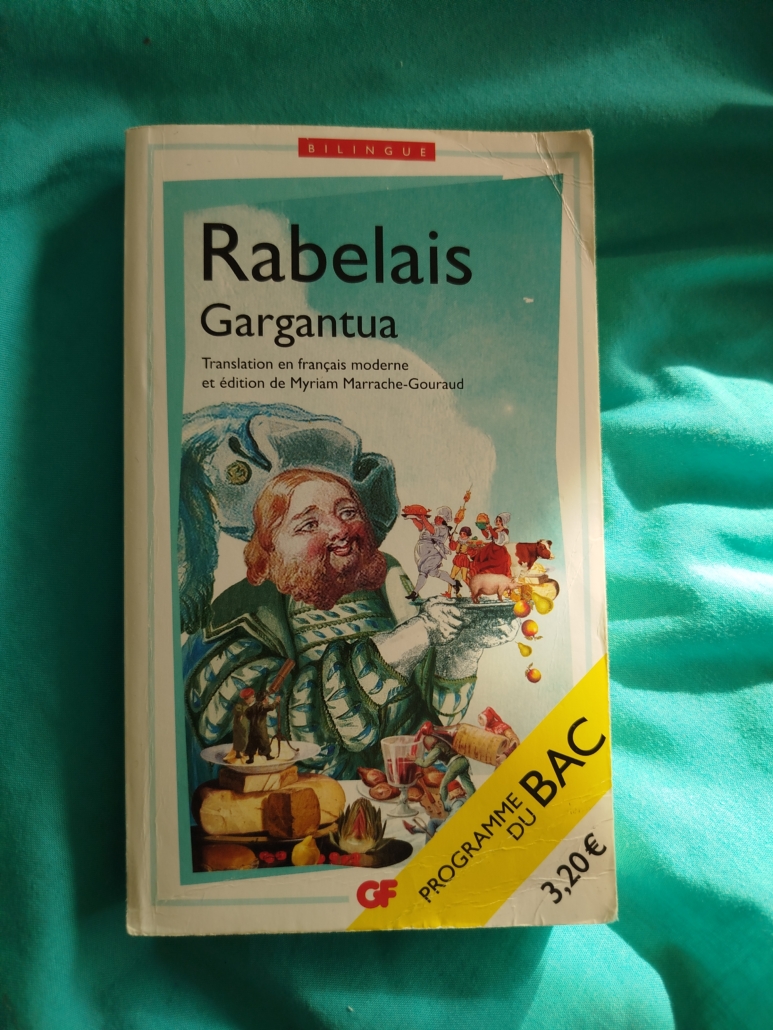 BILINGUE
Rabelais
Gargantua
Translation en français moderne
et édition de Myriam Marrache-Gouraud
PROGRAMME
DU BAC
3,20 €
GF